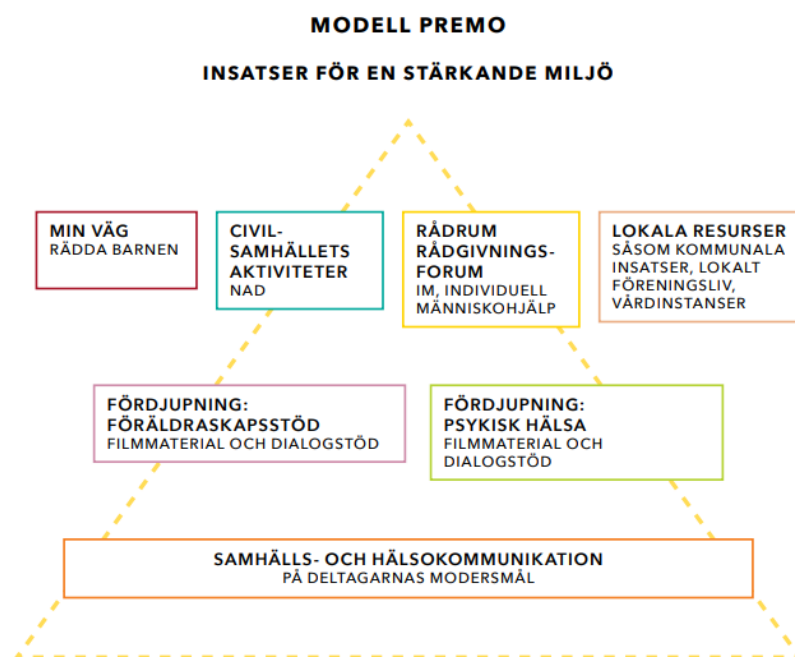 MODELL PREMO
INSATSER FÖR EN STÄRKANDE MILJÖ
MIN VÄG
RÄDDA BARNEN
CIVIL-
SAMHÄLLETS
AKTIVITETER
NAD
RÅDRUM
RÅDGIVNINGS-
FORUM
IM, INDIVIDUELL
MÄNNISKOHJÄLP
LOKALA RESURSER
SÅSOM KOMMUNALA
INSATSER, LOKALT
FÖRENINGSLIV,
VÅRDINSTANSER
FÖRDJUPNING:
FÖRÄLDRASKAPSSTÖD
FILMMATERIAL OCH DIALOGSTÖD
FÖRDJUPNING:
PSYKISK HÄLSA
FILMMATERIAL OCH
DIALOGSTÖD
SAMHÄLLS- OCH HÄLSOKOMMUNIKATION
PÅ DELTAGARNAS MODERSMÅL